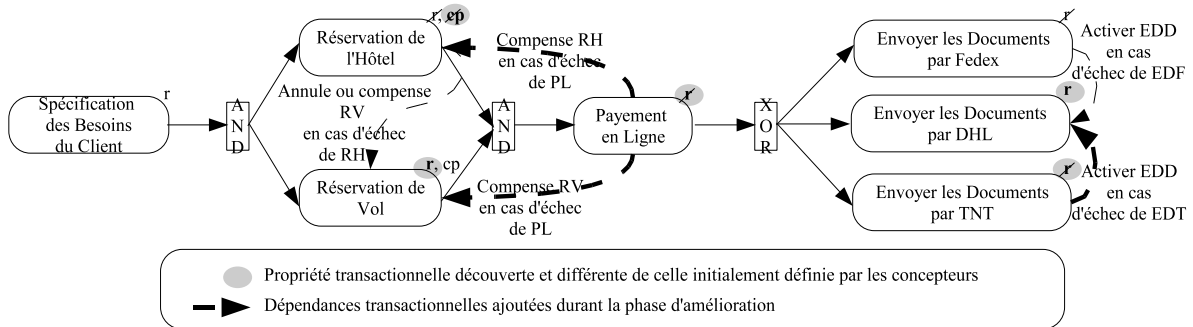 r
Spécification
des Besoins
du Client
A
N
D
r, cp
Réservation de
l'Hôtel
Annule ou compense
RV
en cas d'échec
de RH
r, cp
Réservation de
Vol
Compense RH
en cas d'échec
de PL
A
N
D
Compense RV
en cas d'échec
de PL
r
Payement
en Ligne
X
O
R
r
Envoyer les Documents
par Fedex
Activer EDD
en cas
d'échec de EDF
r
Envoyer les Documents
par DHL
r
Envoyer les Documents
par TNT
Activer EDD
en cas
d'échec de EDT
Propriété transactionnelle découverte et différente de celle initialement définie par les concepteurs
Dépendances transactionnelles ajoutées durant la phase d'amélioration